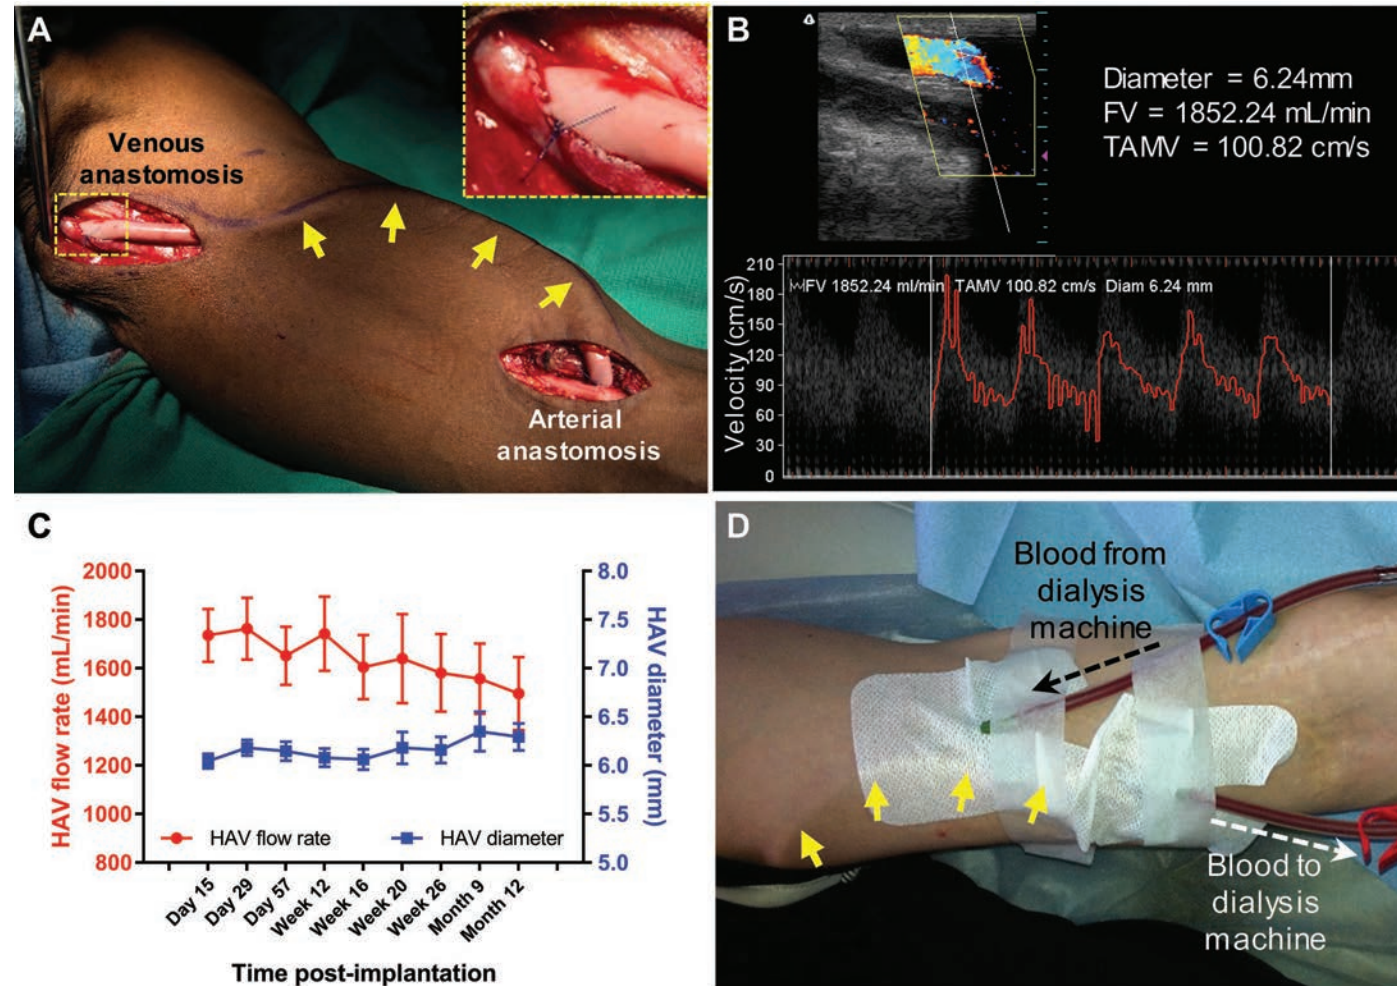 A
Venous
anastomosis
Arterial
anastomosis
B
Diameter = 6.24mm
FV = 1852.24 mL/min
TAMV = 100.82 cm/s
FV 1852.24 ml/min TAMV 100.82 cm/s Diam 6.24 mm
Velocity (cm/s)
210
180
150
120
90
60
30
0
C
HAV flow rate (mL/min)
2000
1800
1600
1400
1200
1000
800
8.0
7.5
7.0
6.5
6.0
5.5
5.0
HAV diameter (mm)
HAV flow rate
HAV diameter
Day 15
Day 29
Day 57
Week 12
Week 16
Week 20
Week 26
Month 9
Month 12
Time post-implantation
D
Blood from
dialysis
machine
Blood to
dialysis
machine